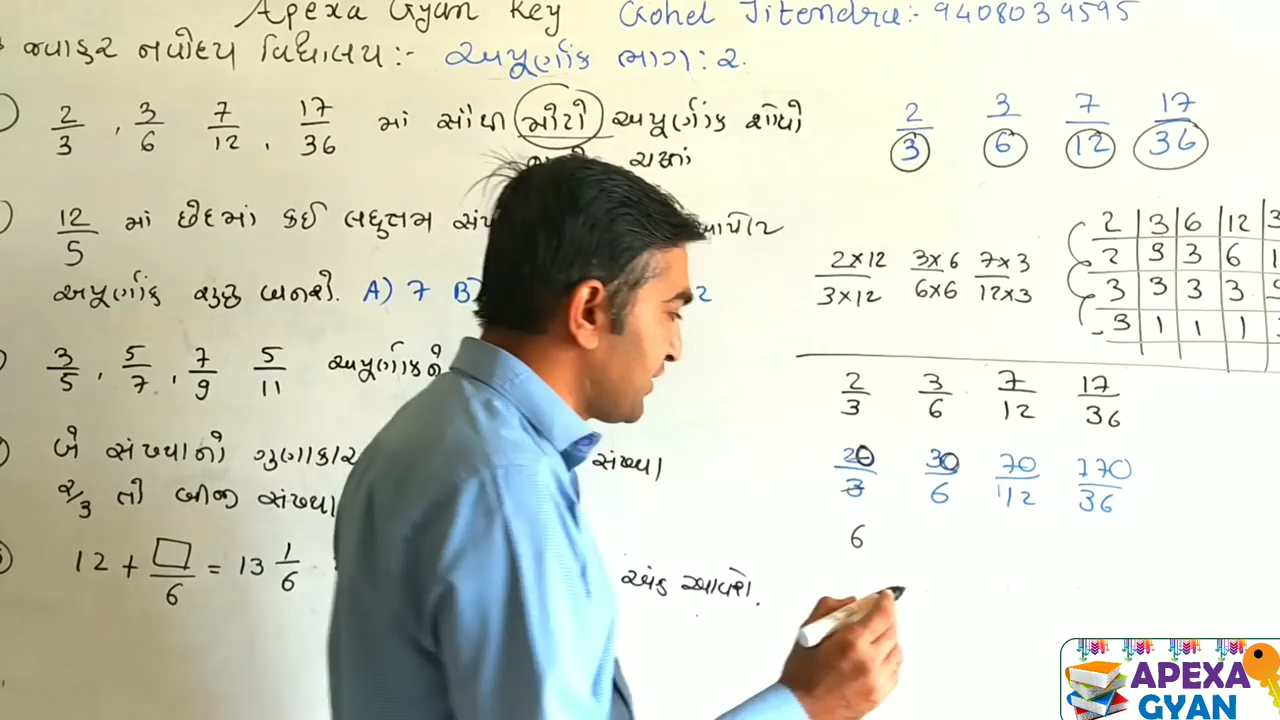 Apexa Gyan Key Gohel Jitendra:- 9408039595
જવાહર નવોદય વિદ્યાલય:- અપૂર્ણાંક ભાગ:2.
2/3 , 3/6 7/12 , 17/36 માં સૌથી મોટો અપૂર્ણાંક શોધો
12/5 માં છેદમાં કઈ લઘુત્તમ
અપૂર્ણાંક શુદ્ધ બનશે. A) 7 B) 2
3/5 , 5/7 , 7/9 5/11 અપૂર્ણાંકને
બે સંખ્યાનો ગુણાકાર સંખ્યા
2/3 તો બીજી સંખ્યા
12 + □/6 = 13 1/6 અંક આવશે.
2/3 3/6 7/12 17/36
2 3 6 12 3
2 3 3 6 1
3 3 3 3
3 1 1 1
2×12/3×12 3×6/6×6 7×3/12×3
2/3 3/6 7/12 17/36
20/3 30/6 70/12 170/36
6
APEXA
GYAN